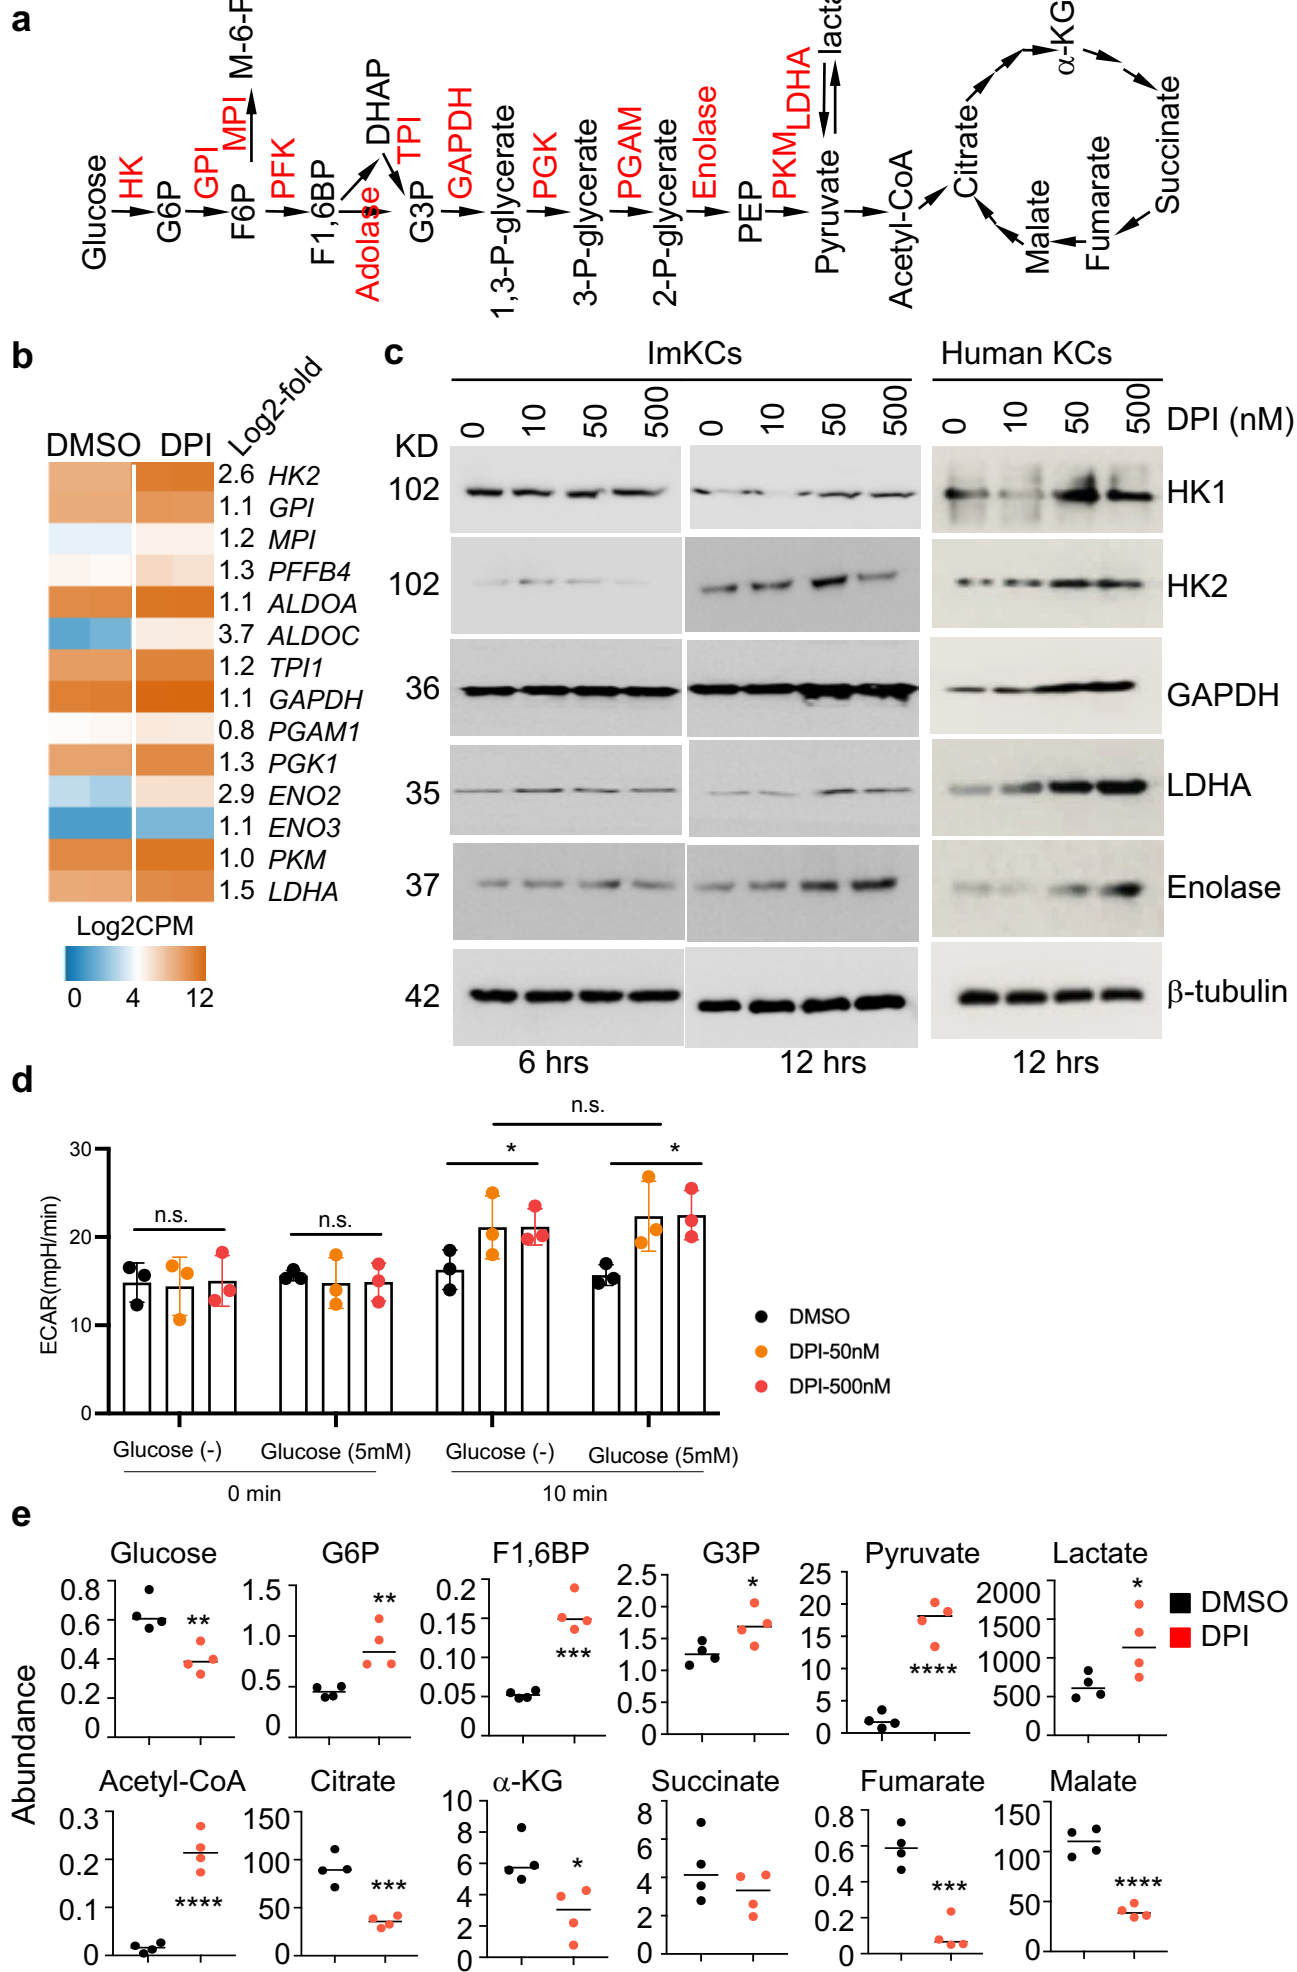 a
Glucose
HK
G6P
GPI
F6P
MPI
PFK
F1,6BP
Adolase
DHAP
TPI
G3P
GAPDH
1,3-P-glycerate
PGK
3-P-glycerate
PGAM
2-P-glycerate
Enolase
PEP
PKM
LDHA
Pyruvate
Acetyl-CoA
Citrate
α-KG
Succinate
Fumarate
Malate
b
DMSO DPI Log2-fold
2.6 HK2
1.1 GPI
1.2 MPI
1.3 PFFB4
1.1 ALDOA
3.7 ALDOC
1.2 TPI1
1.1 GAPDH
0.8 PGAM1
1.3 PGK1
2.9 ENO2
1.1 ENO3
1.0 PKM
1.5 LDHA
Log2CPM
0 4 12
c
ImKCs Human KCs
KD 0 10 50 500 0 10 50 500 0 10 50 500 DPI (nM)
102 HK1
102 HK2
36 GAPDH
35 LDHA
37 Enolase
42 β-tubulin
6 hrs 12 hrs 12 hrs
d
ECAR(mpH/min)
30
20
10
0
n.s.
n.s.
*
n.s.
*
DMSO
DPI-50nM
DPI-500nM
Glucose (-) Glucose (5mM) Glucose (-) Glucose (5mM)
0 min 10 min
e
Abundance
Glucose
0.8
0.6
0.4
0.2
0
**
G6P
1.5
1.0
0.5
0
**
F1,6BP
0.2
0.15
0.10
0.05
0
***
G3P
2.5
2.0
1.5
1.0
0.5
0
*
Pyruvate
25
20
15
10
5
0
****
Lactate
2000
1500
1000
500
0
*
DMSO
DPI
Acetyl-CoA
0.3
0.2
0.1
0
****
Citrate
150
100
50
0
***
α-KG
10
8
6
4
2
0
*
Succinate
8
6
4
2
0
Fumarate
0.8
0.6
0.4
0.2
0
***
Malate
150
100
50
0
****